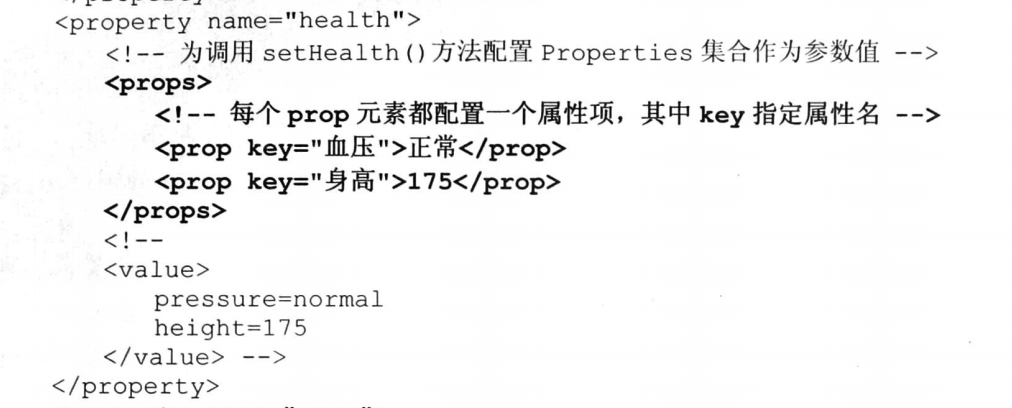 <property name="health">
<!-- 为调用 setHealth()方法配置 Properties 集合作为参数值 -->
<props>
<!-- 每个 prop 元素都配置一个属性项，其中 key 指定属性名 -->
<prop key="血压">正常</prop>
<prop key="身高">175</prop>
</props>
<!--
<value>
pressure=normal
height=175
</value> -->
</property>